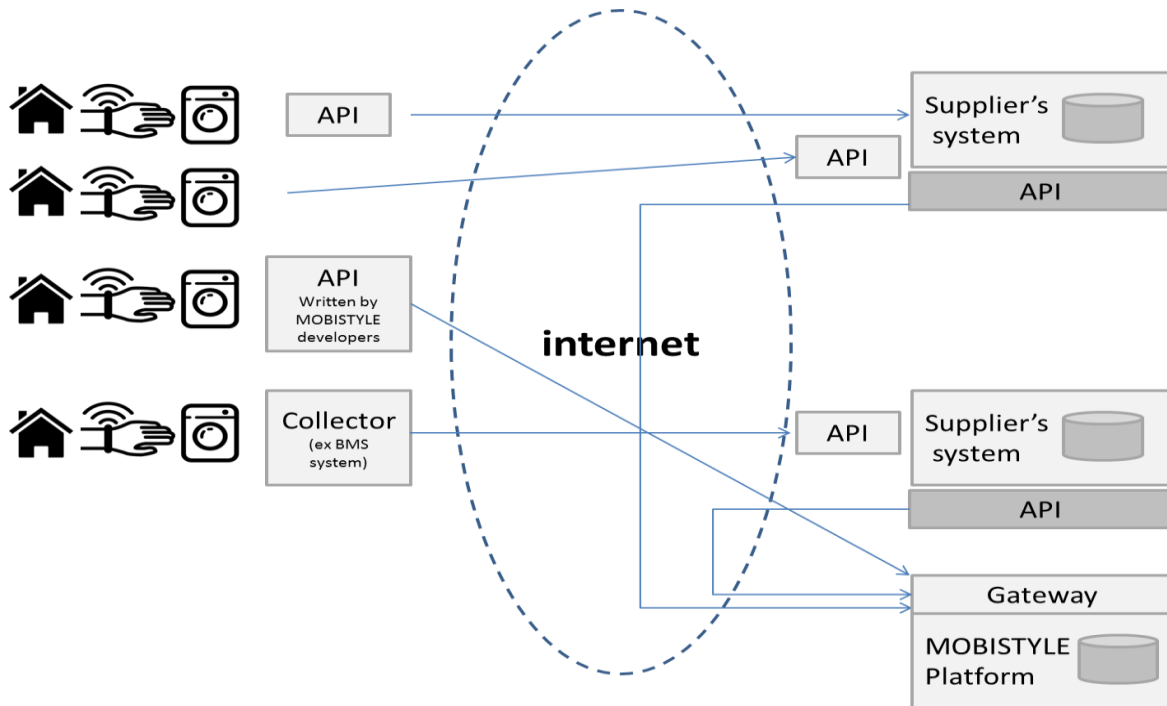 API
Supplier's
system
API
API
API
Written by
MOBISTYLE
developers
internet
Collector
(ex BMS
system)
API
Supplier's
system
API
Gateway
MOBISTYLE
Platform